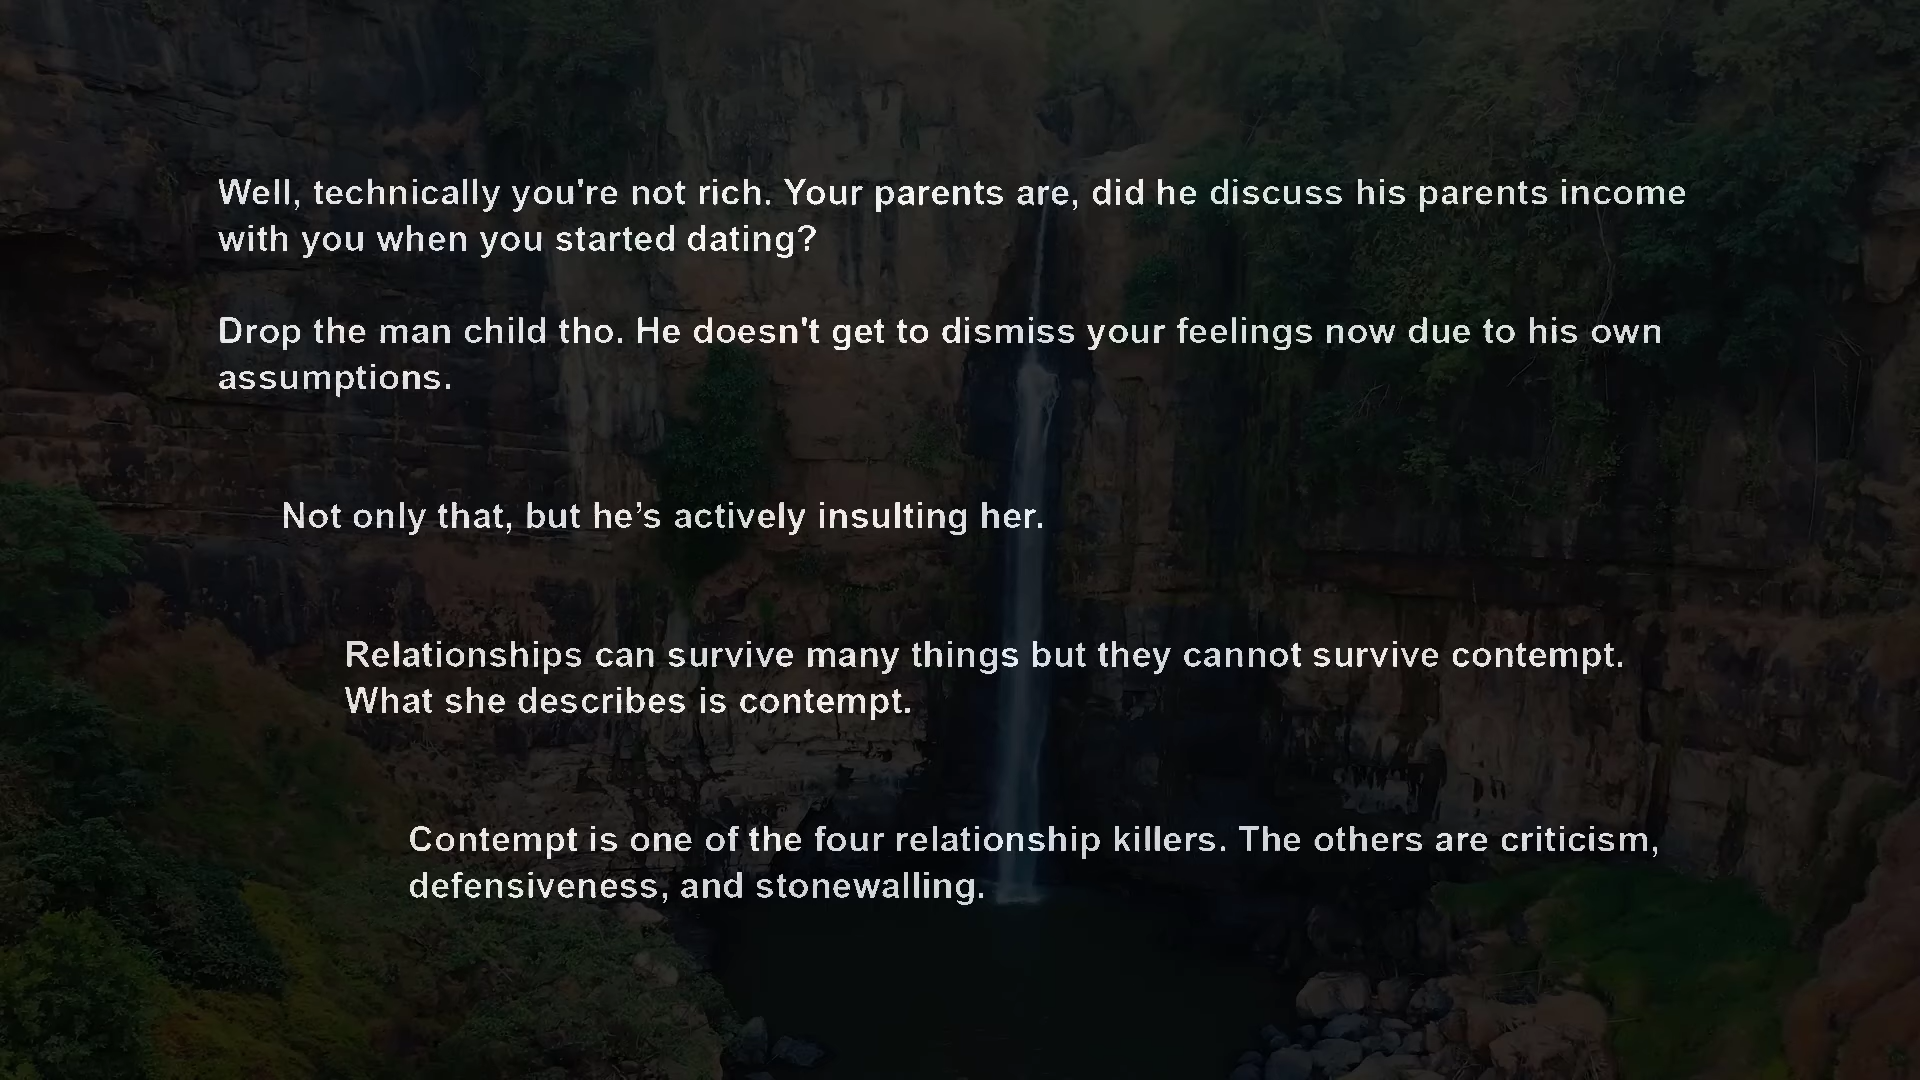 Well, technically you're not rich. Your parents are, did he discuss his parents income
with you when you started dating?
Drop the man child tho. He doesn't get to dismiss your feelings now due to his own
assumptions.
Not only that, but he’s actively insulting her.
Relationships can survive many things but they cannot survive contempt.
What she describes is contempt.
Contempt is one of the four relationship killers. The others are criticism,
defensiveness, and stonewalling.